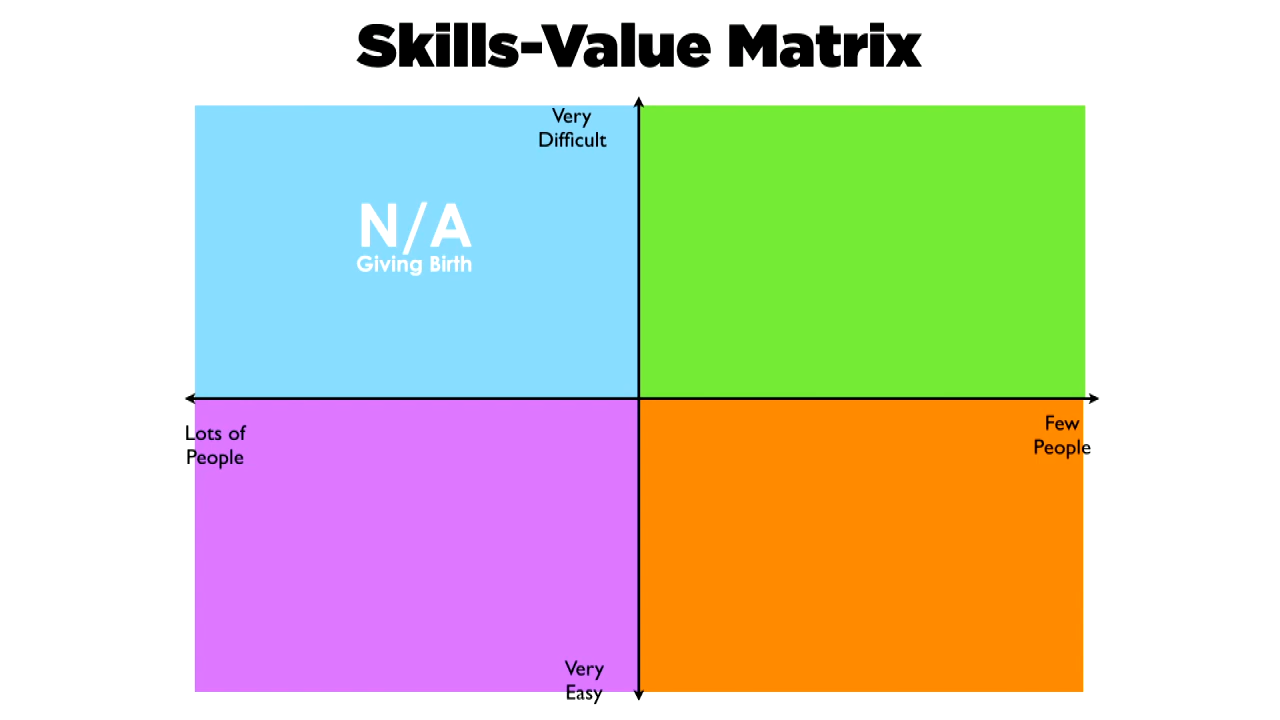 Skills-Value Matrix
Very
Difficult
N/A
Giving Birth
Lots of
People
Few
People
Very
Easy